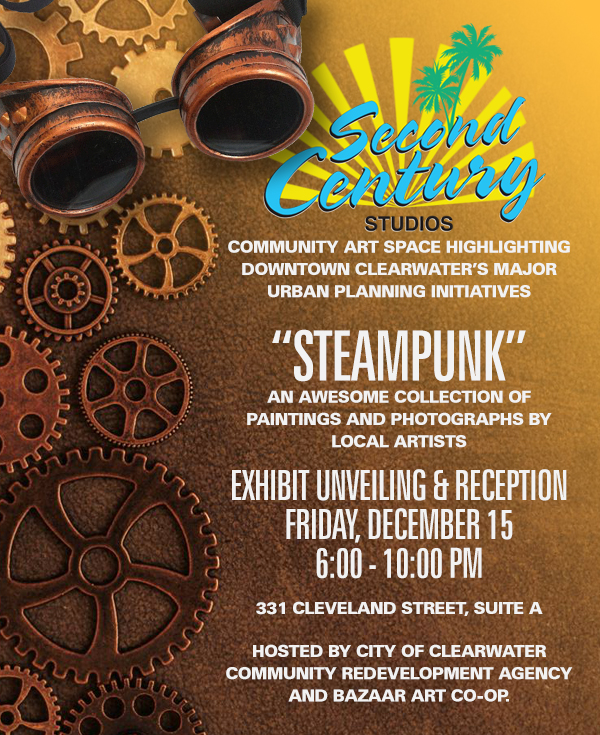 Second
Century
STUDIOS
COMMUNITY ART SPACE HIGHLIGHTING
DOWNTOWN CLEARWATER'S MAJOR
URBAN PLANNING INITIATIVES
“STEAMPUNK”
AN AWESOME COLLECTION OF
PAINTINGS AND PHOTOGRAPHS BY
LOCAL ARTISTS
EXHIBIT UNVEILING & RECEPTION
FRIDAY, DECEMBER 15
6:00 - 10:00 PM
331 CLEVELAND STREET, SUITE A
HOSTED BY CITY OF CLEARWATER
COMMUNITY REDEVELOPMENT AGENCY
AND BAZAAR ART CO-OP.